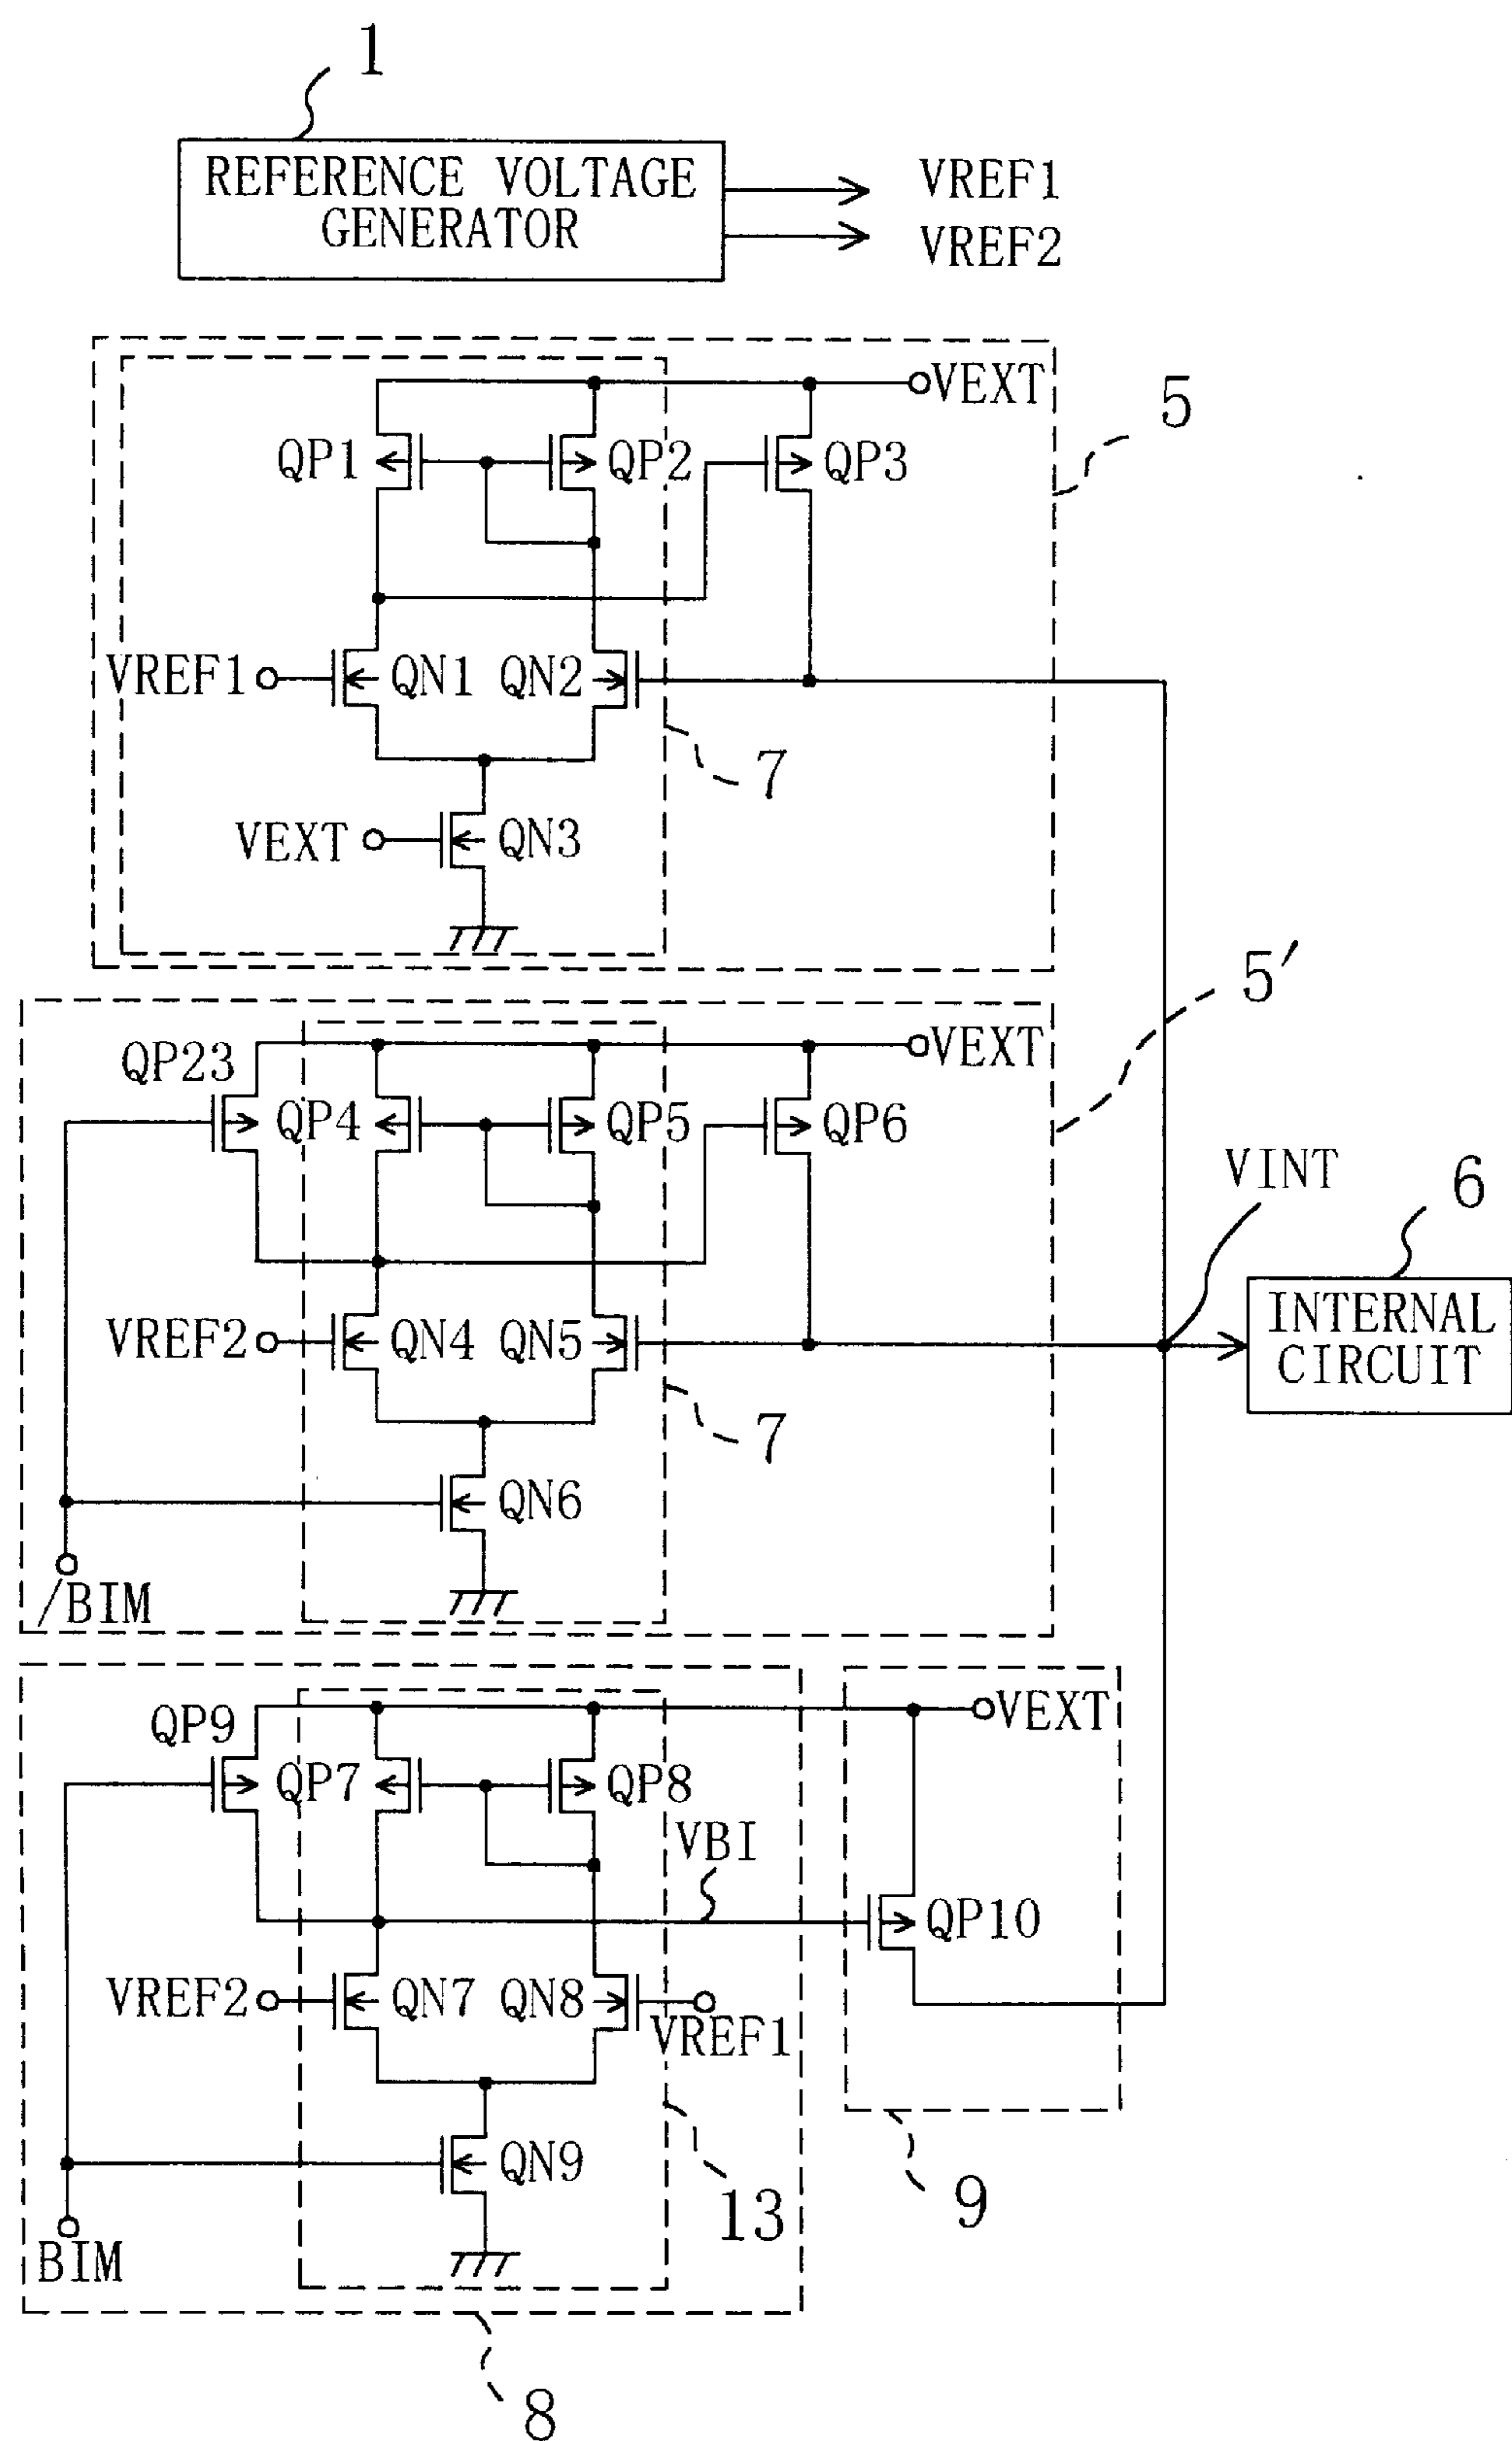 1
REFERENCE VOLTAGE
GENERATOR
VREF1
VREF2
VEXT
5
QP1
QP2
QP3
VREF1
QN1
QN2
7
VEXT
QN3
5′
QP23
VEXT
QP4
QP5
QP6
VINT
6
INTERNAL
CIRCUIT
VREF2
QN4
QN5
7
QN6
/BIM
QP9
VEXT
QP7
QP8
VBI
QP10
VREF2
QN7
QN8
VREF1
QN9
13
9
BIM
8